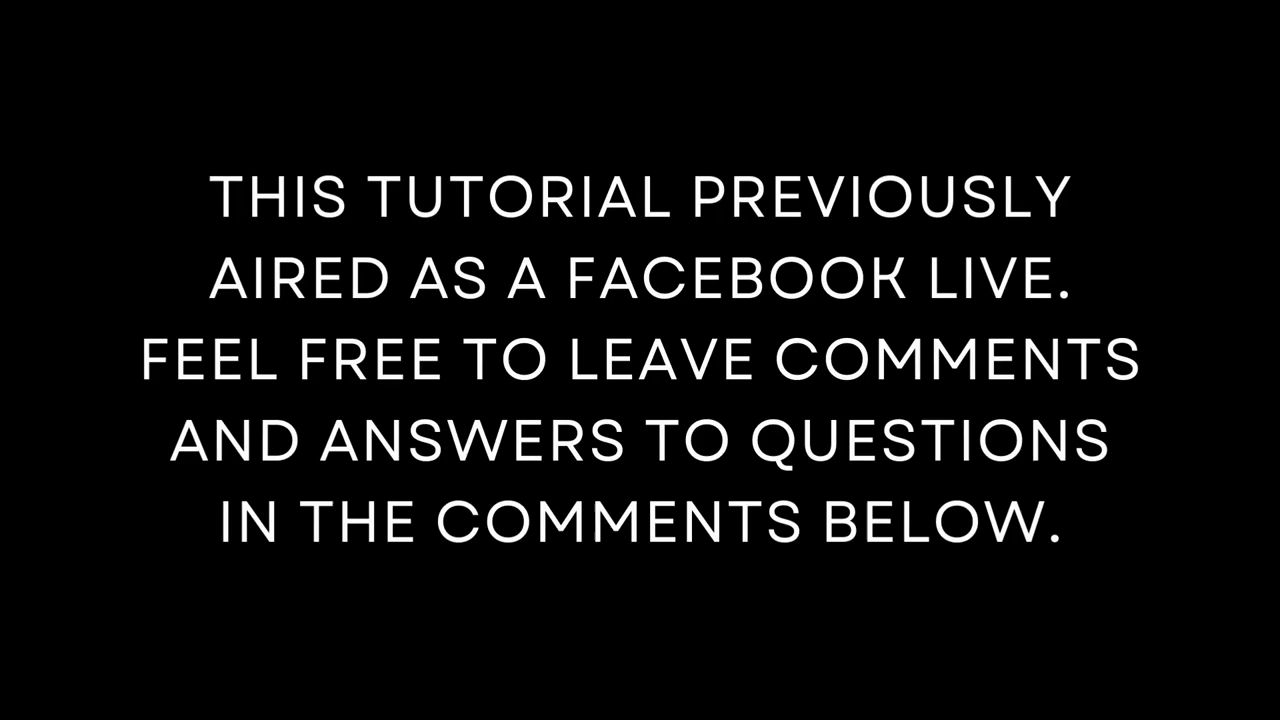 THIS TUTORIAL PREVIOUSLY
AIRED AS A FACEBOOK LIVE.
FEEL FREE TO LEAVE COMMENTS
AND ANSWERS TO QUESTIONS
IN THE COMMENTS BELOW.